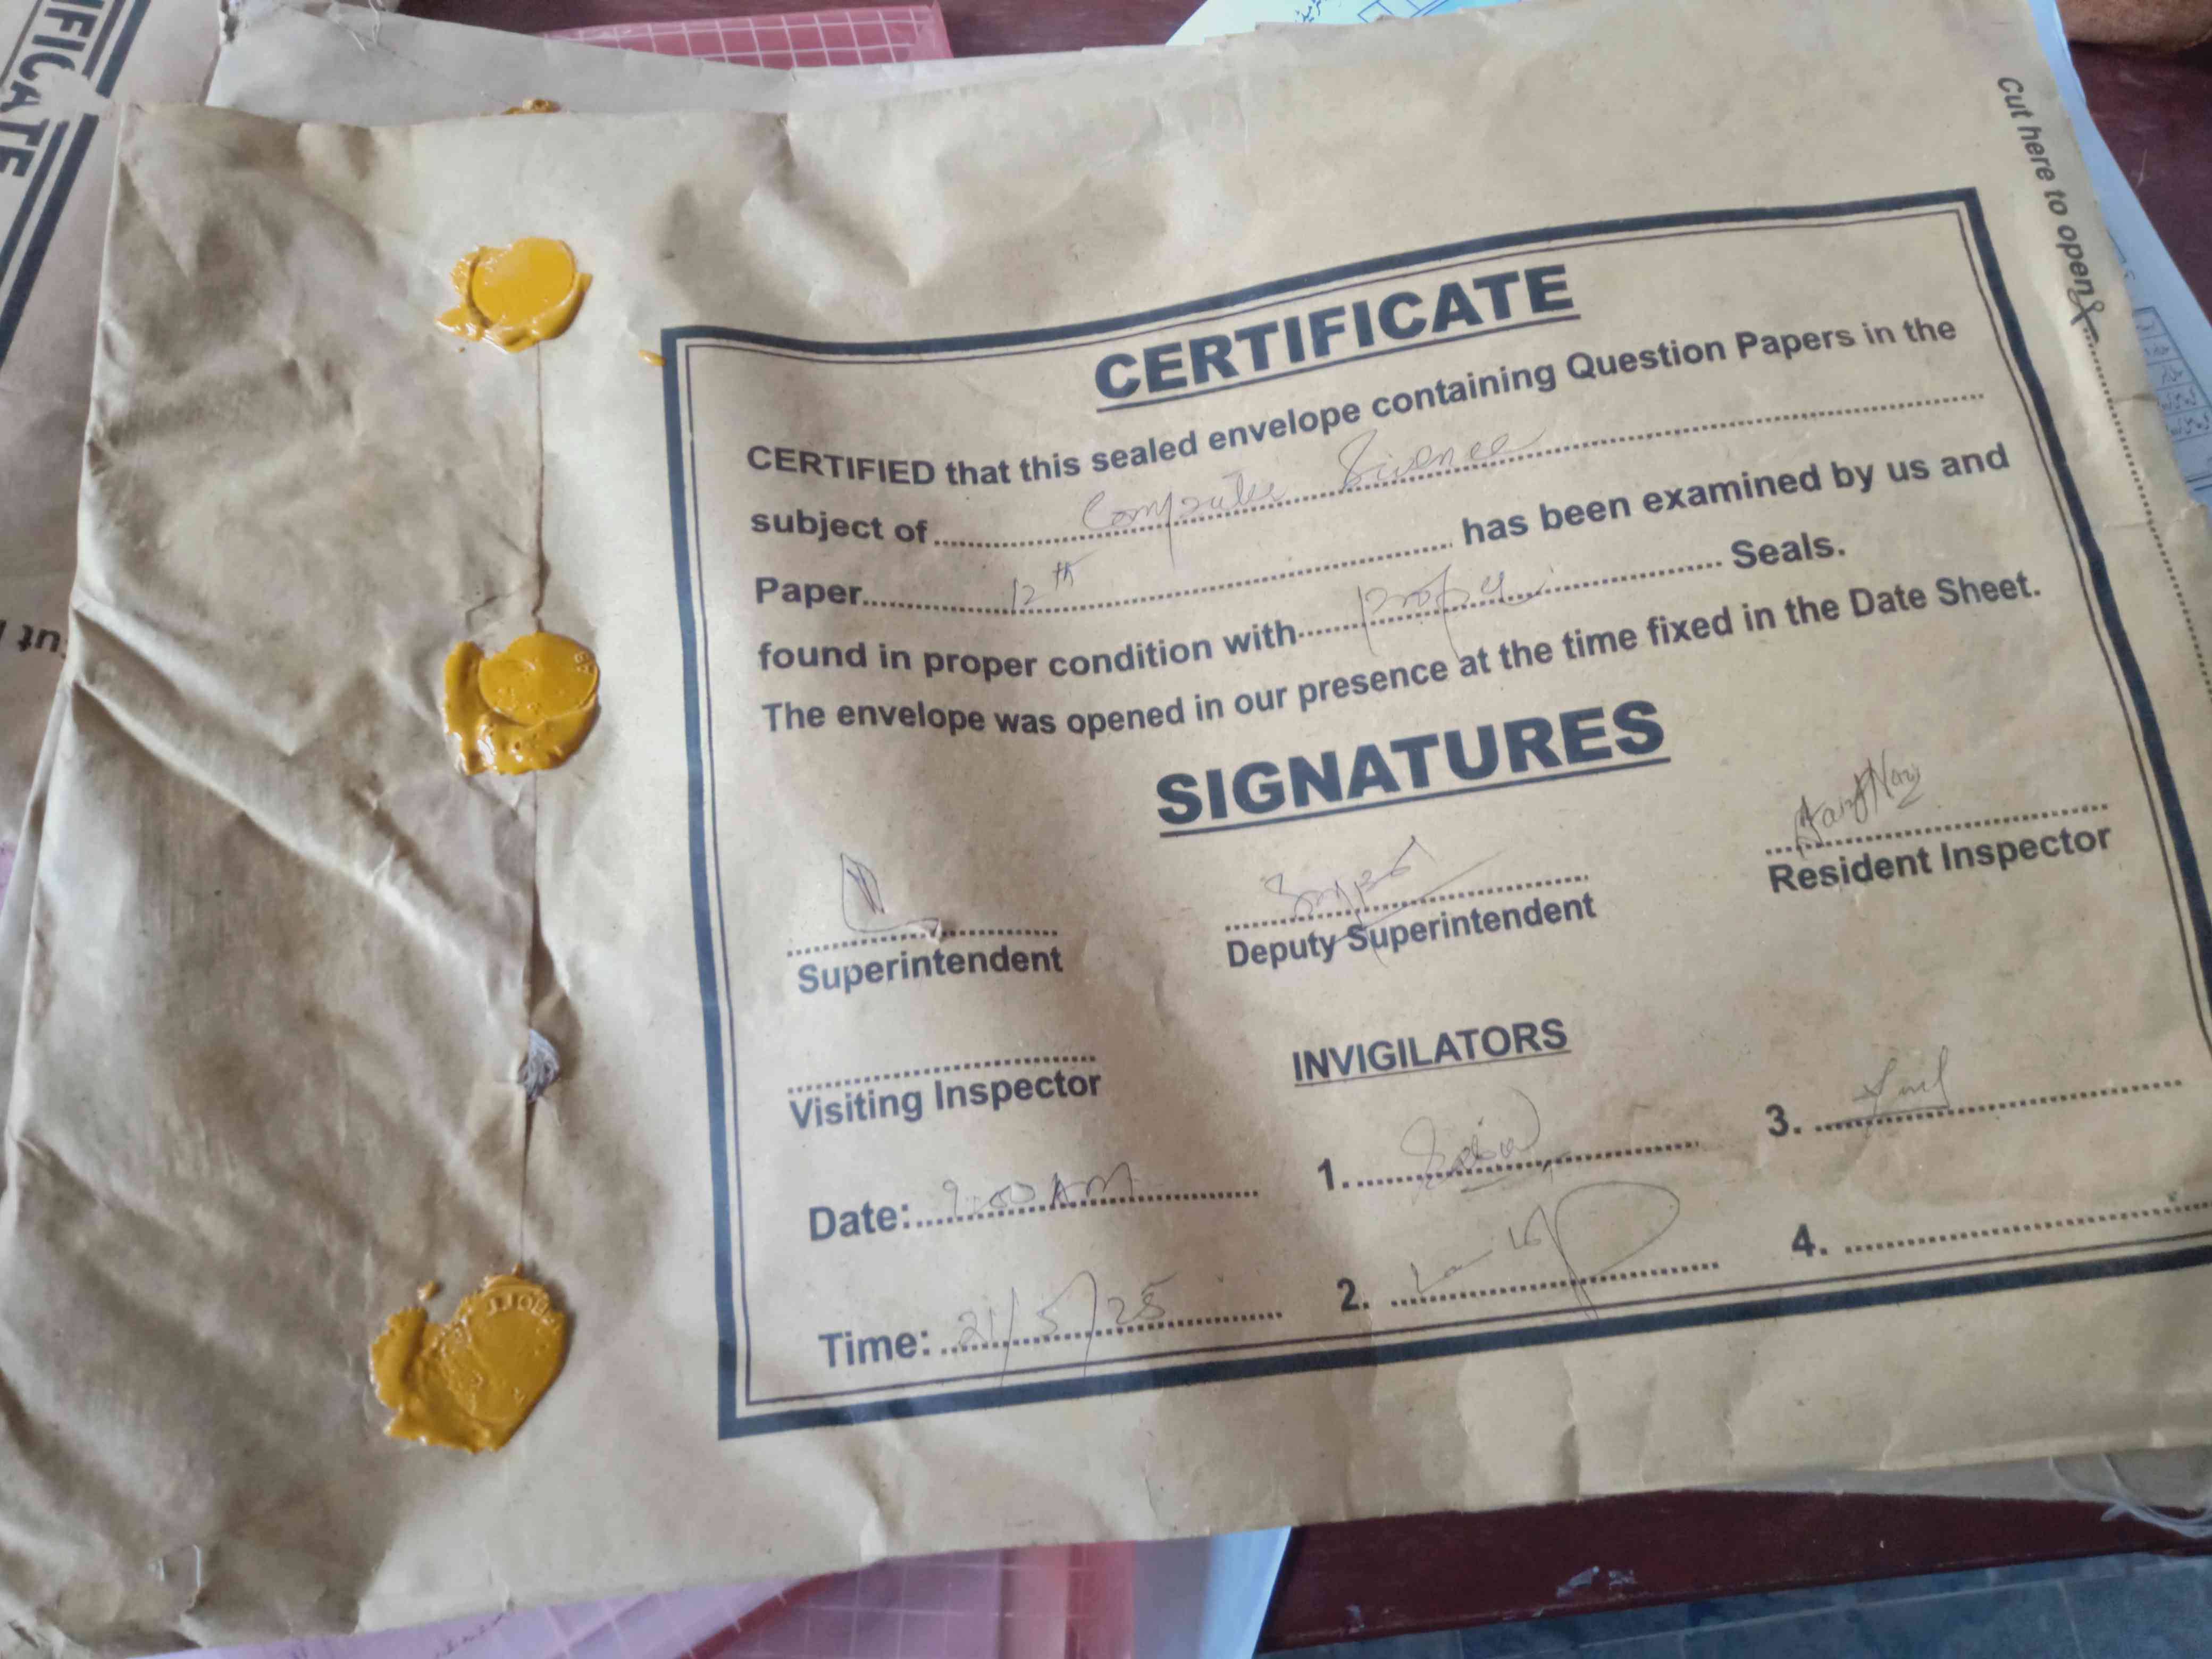 IFICATE
Cut here to open
CERTIFICATE
CERTIFIED that this sealed envelope containing Question Papers in the
subject of Computer Science
Paper 12th has been examined by us and
found in proper condition with proper Seals.
The envelope was opened in our presence at the time fixed in the Date Sheet.
SIGNATURES
Superintendent
Deputy Superintendent
Resident Inspector
Visiting Inspector
INVIGILATORS
Date: 9:00 AM
Time: 21/5/25
1.
2.
3.
4.